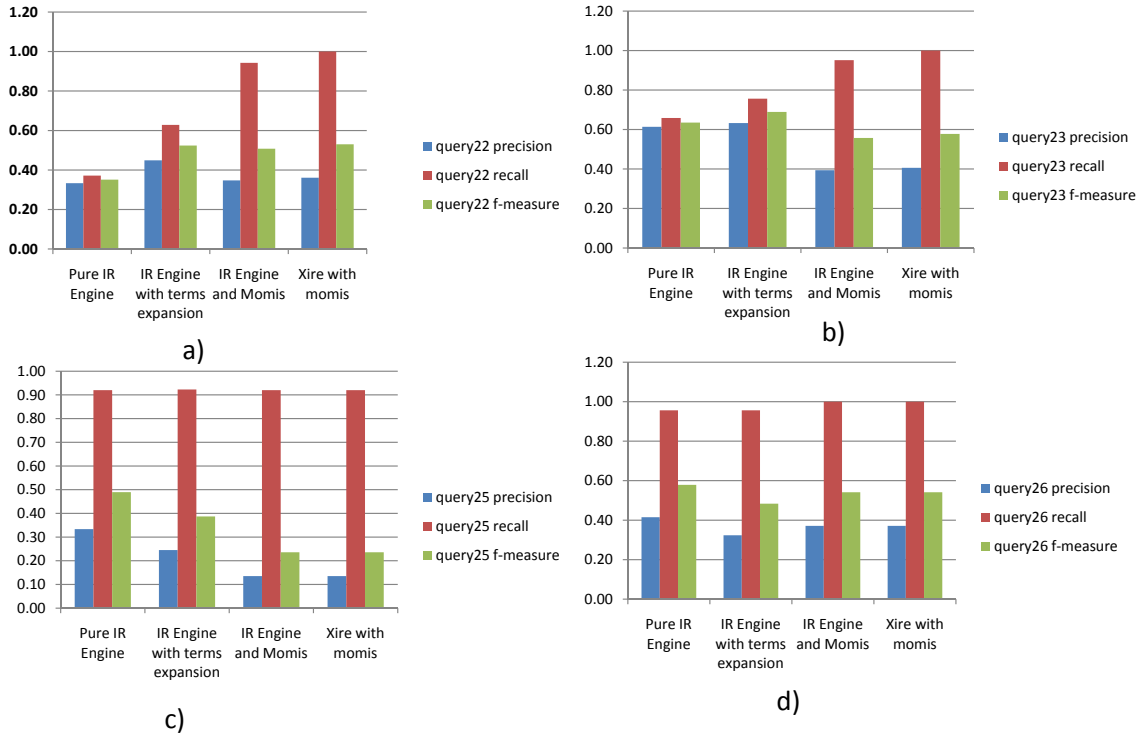 1.20
1.00
0.80
0.60
0.40
0.20
0.00
Pure IR
Engine
IR Engine
with terms
expansion
IR Engine
and Momis
Xire with
momis
query22 precision
query22 recall
query22 f-measure
a)
1.20
1.00
0.80
0.60
0.40
0.20
0.00
Pure IR
Engine
IR Engine
with terms
expansion
IR Engine
and Momis
Xire with
momis
query23 precision
query23 recall
query23 f-measure
b)
1.00
0.90
0.80
0.70
0.60
0.50
0.40
0.30
0.20
0.10
0.00
Pure IR
Engine
IR Engine
with terms
expansion
IR Engine
and Momis
Xire with
momis
query25 precision
query25 recall
query25 f-measure
c)
1.20
1.00
0.80
0.60
0.40
0.20
0.00
Pure IR
Engine
IR Engine
with terms
expansion
IR Engine
and Momis
Xire with
momis
query26 precision
query26 recall
query26 f-measure
d)